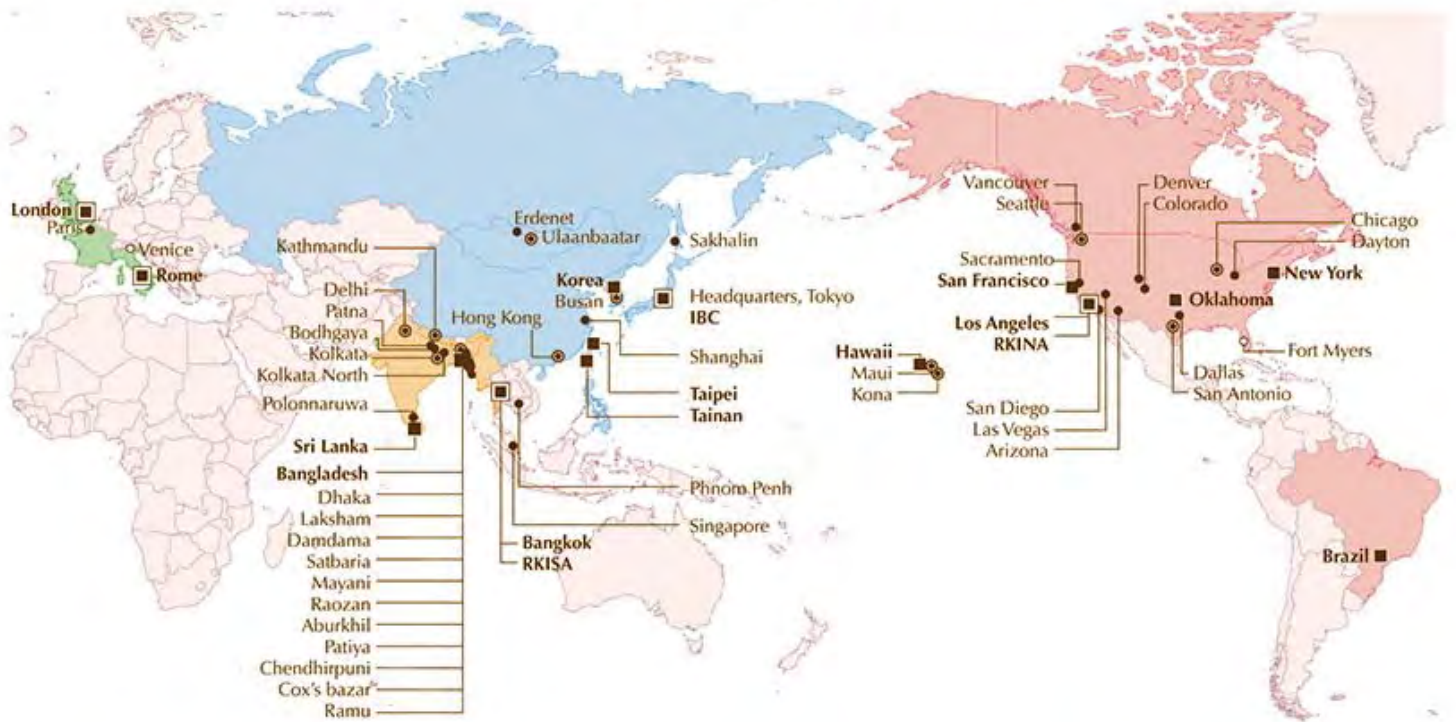 London
Paris
Venice
Rome
Kathmandu
Delhi
Patna
Bodhgaya
Kolkata
Kolkata North
Polonnaruwa
Sri Lanka
Bangladesh
Dhaka
Laksham
Damdama
Satbaria
Mayani
Raozan
Aburkhil
Patiya
Chendhirpuni
Cox's bazar
Ramu
Erdenet
Ulaanbaatar
Sakhalin
Korea
Busan
Headquarters, Tokyo
IBC
Hong Kong
Shanghai
Taipei
Tainan
Phnom Penh
Singapore
Bangkok
RKISA
Hawaii
Maui
Kona
Vancouver
Seattle
Sacramento
San Francisco
Los Angeles
RKINA
San Diego
Las Vegas
Arizona
Denver
Colorado
Chicago
Dayton
New York
Oklahoma
Fort Myers
Dallas
San Antonio
Brazil